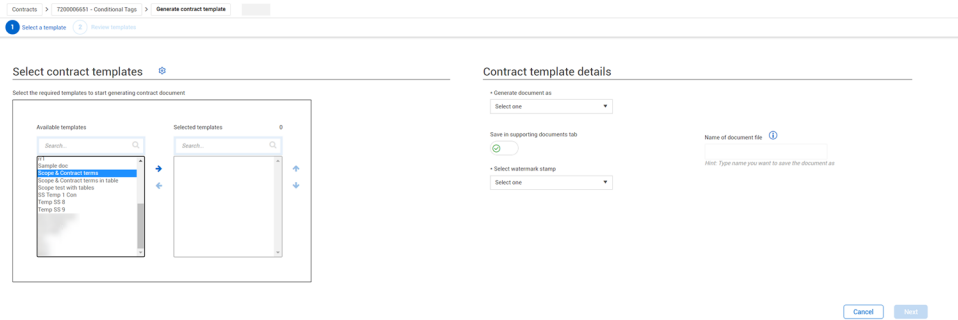 Contracts > 7200006651 - Conditional Tags > Generate contract template
1 Select a template 2 Review templates
Select contract templates
Select the required templates to start generating contract document
Available templates
Search...
Sample doc
Scope & Contract terms
Scope & Contract terms in table
Scope test with tables
SS Temp 1 Con
Temp SS 8
Temp SS 9
Selected templates 0
Search...
Contract template details
• Generate document as
Select one
Save in supporting documents tab
Name of document file
Hint: Type name you want to save the document as
• Select watermark stamp
Select one
Cancel Next